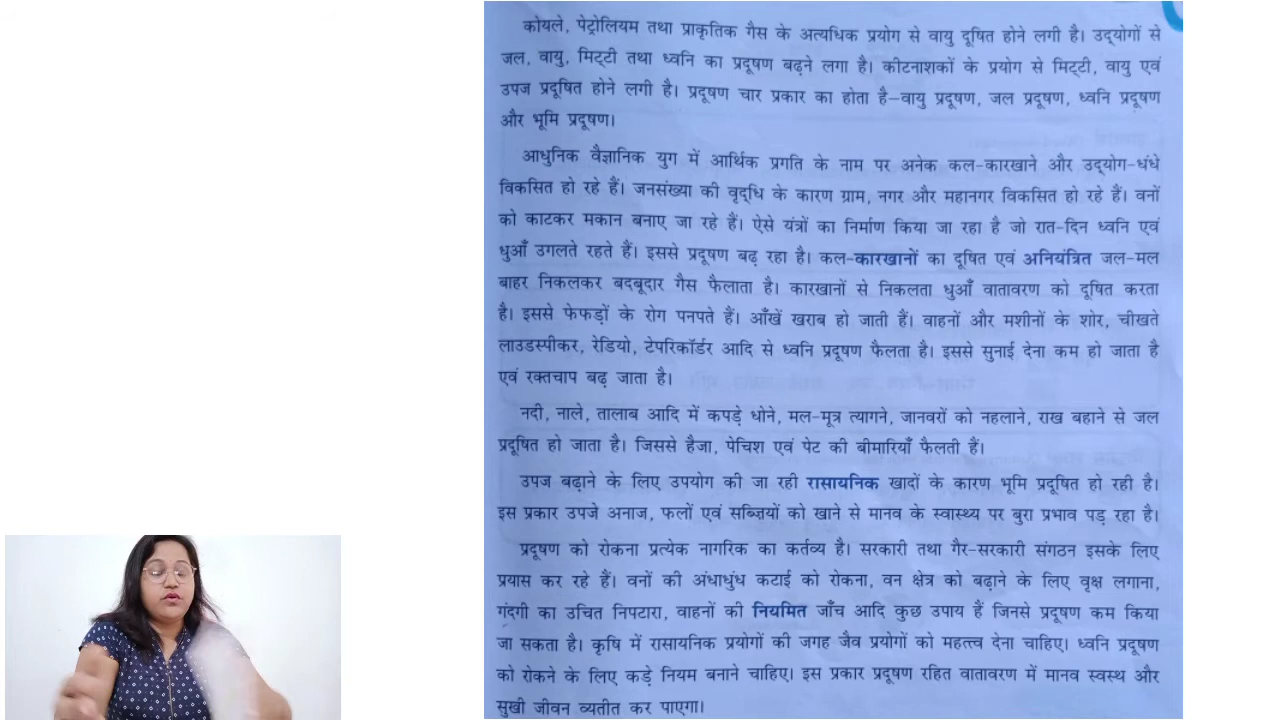 कोयले, पेट्रोलियम तथा प्राकृतिक गैस के अत्यधिक प्रयोग से वायु दूषित होने लगी है। उद्‌योगों से
जल, वायु, मिट्‌टी तथा ध्वनि का प्रदूषण बढ़ने लगा है। कीटनाशकों के प्रयोग से मिट्‌टी, वायु एवं
उपज प्रदूषित होने लगी है। प्रदूषण चार प्रकार का होता है–वायु प्रदूषण, जल प्रदूषण, ध्वनि प्रदूषण
और भूमि प्रदूषण।
आधुनिक वैज्ञानिक युग में आर्थिक प्रगति के नाम पर अनेक कल-कारखाने और उद्‌योग-धंधे
विकसित हो रहे हैं। जनसंख्या की वृद्‌धि के कारण ग्राम, नगर और महानगर विकसित हो रहे हैं। वनों
को काटकर मकान बनाए जा रहे हैं। ऐसे यंत्रों का निर्माण किया जा रहा है जो रात-दिन ध्वनि एवं
धुआँ उगलते रहते हैं। इससे प्रदूषण बढ़ रहा है। कल-कारखानों का दूषित एवं अनियंत्रित जल-मल
बाहर निकलकर बदबूदार गैस फैलाता है। कारखानों से निकलता धुआँ वातावरण को दूषित करता
है। इससे फेफड़ों के रोग पनपते हैं। आँखें खराब हो जाती हैं। वाहनों और मशीनों के शोर, चीखते
लाउडस्पीकर, रेडियो, टेपरिकॉर्डर आदि से ध्वनि प्रदूषण फैलता है। इससे सुनाई देना कम हो जाता है
एवं रक्तचाप बढ़ जाता है।
नदी, नाले, तालाब आदि में कपड़े धोने, मल-मूत्र त्यागने, जानवरों को नहलाने, राख बहाने से जल
प्रदूषित हो जाता है। जिससे हैजा, पेचिश एवं पेट की बीमारियाँ फैलती हैं।
उपज बढ़ाने के लिए उपयोग की जा रही रासायनिक खादों के कारण भूमि प्रदूषित हो रही है।
इस प्रकार उपजे अनाज, फलों एवं सब्ज़ियों को खाने से मानव के स्वास्थ्य पर बुरा प्रभाव पड़ रहा है।
प्रदूषण को रोकना प्रत्येक नागरिक का कर्तव्य है। सरकारी तथा गैर-सरकारी संगठन इसके लिए
प्रयास कर रहे हैं। वनों की अंधाधुंध कटाई को रोकना, वन क्षेत्र को बढ़ाने के लिए वृक्ष लगाना,
गंदगी का उचित निपटारा, वाहनों की नियमित जाँच आदि कुछ उपाय हैं जिनसे प्रदूषण कम किया
जा सकता है। कृषि में रासायनिक प्रयोगों की जगह जैव प्रयोगों को महत्त्व देना चाहिए। ध्वनि प्रदूषण
को रोकने के लिए कड़े नियम बनाने चाहिए। इस प्रकार प्रदूषण रहित वातावरण में मानव स्वस्थ और
सुखी जीवन व्यतीत कर पाएगा।